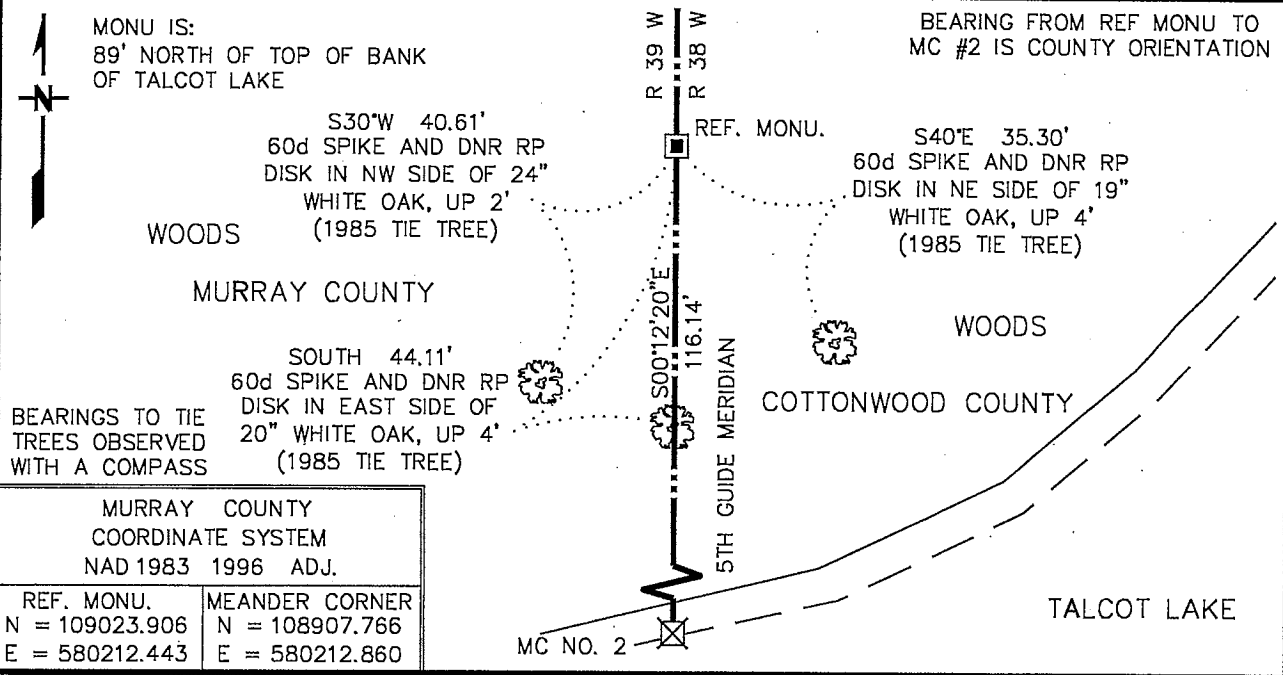 MONU IS:
89' NORTH OF TOP OF BANK
OF TALCOT LAKE
N
R 39 W
R 38 W
BEARING FROM REF MONU TO
MC #2 IS COUNTY ORIENTATION
S30°W 40.61'
60d SPIKE AND DNR RP
DISK IN NW SIDE OF 24"
WHITE OAK, UP 2'
(1985 TIE TREE)
REF. MONU.
S40°E 35.30'
60d SPIKE AND DNR RP
DISK IN NE SIDE OF 19"
WHITE OAK, UP 4'
(1985 TIE TREE)
WOODS
MURRAY COUNTY
S00°12'20"E
116.14'
5TH GUIDE MERIDIAN
WOODS
COTTONWOOD COUNTY
SOUTH 44.11'
60d SPIKE AND DNR RP
DISK IN EAST SIDE OF
20" WHITE OAK, UP 4'
(1985 TIE TREE)
BEARINGS TO TIE
TREES OBSERVED
WITH A COMPASS
MURRAY COUNTY
COORDINATE SYSTEM
NAD 1983 1996 ADJ.
REF. MONU.
N = 109023.906
E = 580212.443
MEANDER CORNER
N = 108907.766
E = 580212.860
MC NO. 2
TALCOT LAKE